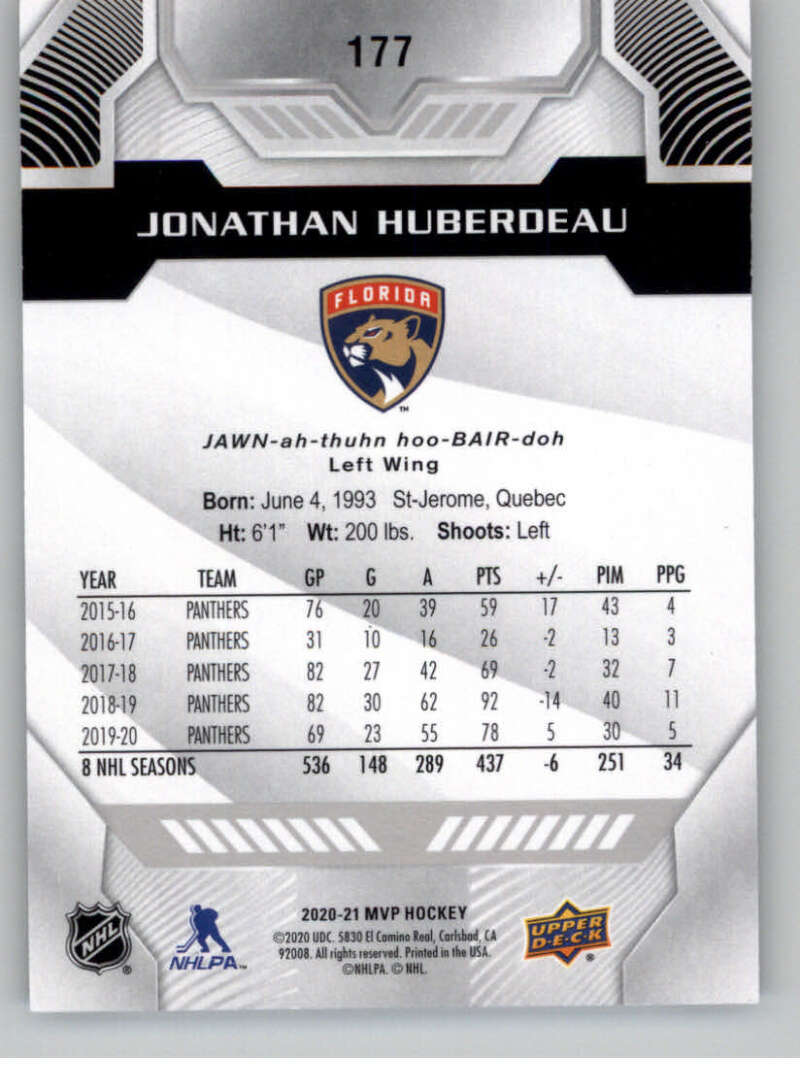 177
JONATHAN HUBERDEAU
FLORIDA
TM
JAWN-ah-thuhn hoo-BAIR-doh
Left Wing
Born: June 4, 1993 St-Jerome, Quebec
Ht: 6'1" Wt: 200 lbs. Shoots: Left
YEAR TEAM GP G A PTS +/- PIM PPG
2015-16 PANTHERS 76 20 39 59 17 43 4
2016-17 PANTHERS 31 10 16 26 -2 13 3
2017-18 PANTHERS 82 27 42 69 -2 32 7
2018-19 PANTHERS 82 30 62 92 -14 40 11
2019-20 PANTHERS 69 23 55 78 5 30 5
8 NHL SEASONS 536 148 289 437 -6 251 34
NHL ®
NHLPA™
2020-21 MVP HOCKEY
©2020 UDC. 5830 El Camino Real, Carlsbad, CA
92008. All rights reserved. Printed in the USA.
©NHLPA. © NHL.
UPPER
D·E·C·K ®